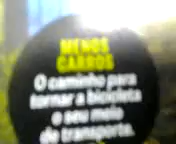 MENOS
CARROS
O caminho para
tornar a bicicleta
o seu meio
de transporte.